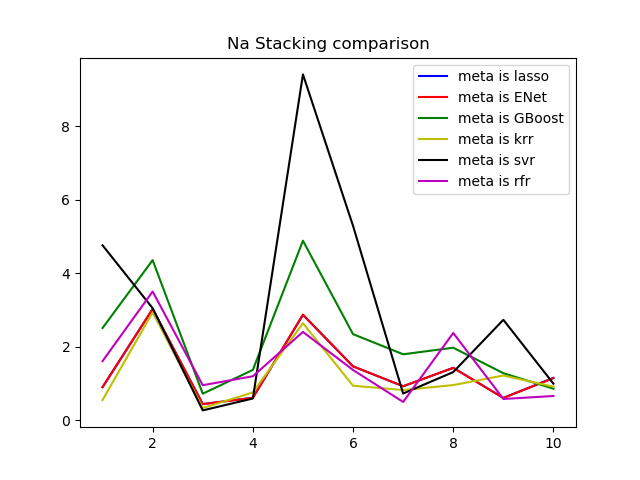 Na Stacking comparison
meta is lasso
meta is ENet
meta is GBoost
meta is krr
meta is svr
meta is rfr
8
6
4
2
0
2 4 6 8 10